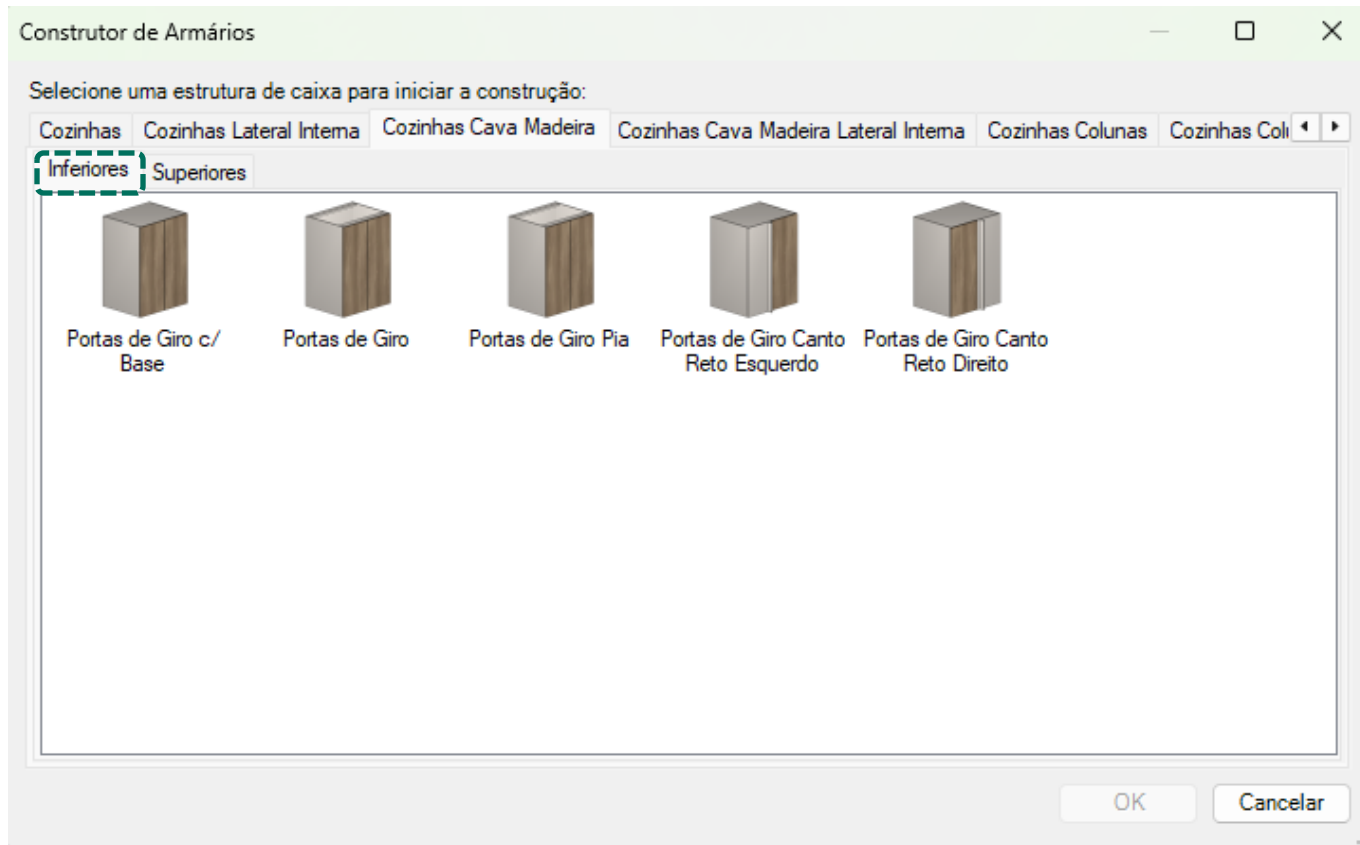 Construtor de Armários
Selecione uma estrutura de caixa para iniciar a construção:
Cozinhas Cozinhas Lateral Interna Cozinhas Cava Madeira Cozinhas Cava Madeira Lateral Interna Cozinhas Colunas Cozinhas
Inferiores Superiores
Portas de Giro c/ Portas de Giro Portas de Giro Pia Portas de Giro Canto Portas de Giro Canto
Base Reto Esquerdo Reto Direito
OK Cancelar